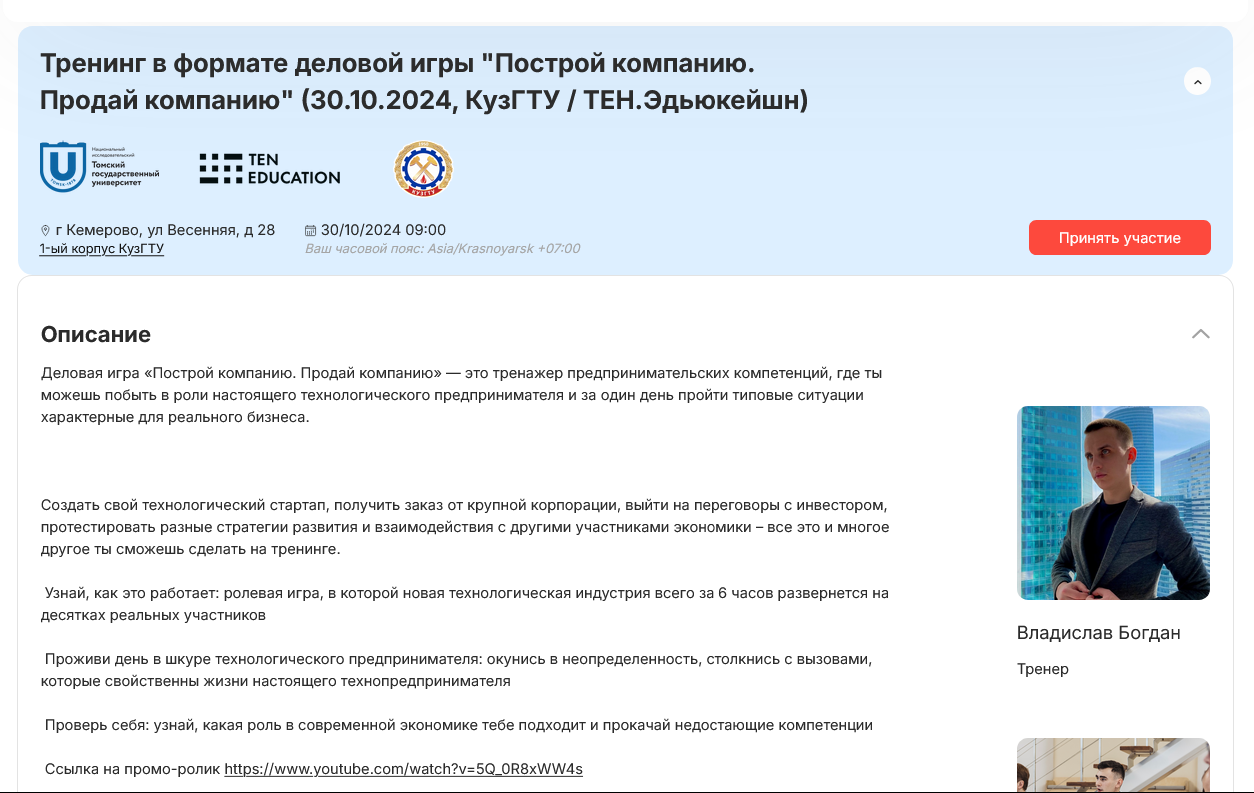 Тренинг в формате деловой игры "Построй компанию.
Продай компанию" (30.10.2024, КузГТУ / ТЕН.Эдьюкейшн)
Национальный
исследовательский
Томский
государственный
университет
TEN
EDUCATION
КУЗГТУ
г Кемерово, ул Весенняя, д 28
1-ый корпус КузГТУ
30/10/2024 09:00
Ваш часовой пояс: Asia/Krasnoyarsk +07:00
Принять участие
Описание
Деловая игра «Построй компанию. Продай компанию» — это тренажер предпринимательских компетенций, где ты
можешь побыть в роли настоящего технологического предпринимателя и за один день пройти типовые ситуации
характерные для реального бизнеса.
Создать свой технологический стартап, получить заказ от крупной корпорации, выйти на переговоры с инвестором,
протестировать разные стратегии развития и взаимодействия с другими участниками экономики – все это и многое
другое ты сможешь сделать на тренинге.
Узнай, как это работает: ролевая игра, в которой новая технологическая индустрия всего за 6 часов развернется на
десятках реальных участников
Проживи день в шкуре технологического предпринимателя: окунись в неопределенность, столкнись с вызовами,
которые свойственны жизни настоящего технопредпринимателя
Проверь себя: узнай, какая роль в современной экономике тебе подходит и прокачай недостающие компетенции
Ссылка на промо-ролик https://www.youtube.com/watch?v=5Q_0R8xWW4s
Владислав Богдан
Тренер